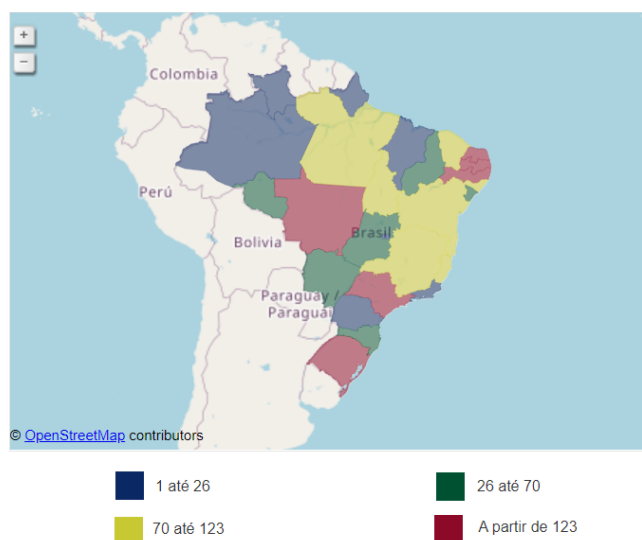 +
−
Colombia
Perú
Brasil
Bolivia
Paraguay /
Paraguái
© OpenStreetMap contributors
1 até 26
26 até 70
70 até 123
A partir de 123